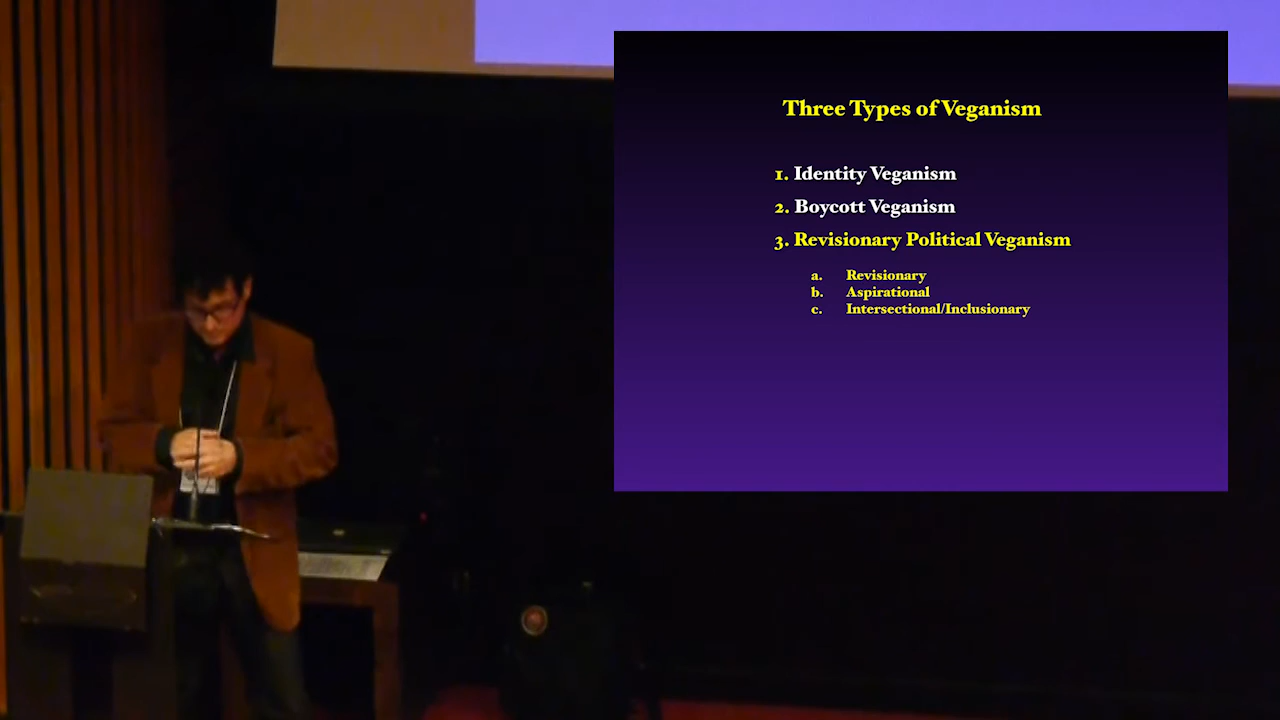 Three Types of Veganism
1. Identity Veganism
2. Boycott Veganism
3. Revisionary Political Veganism
a. Revisionary
b. Aspirational
c. Intersectional/Inclusionary